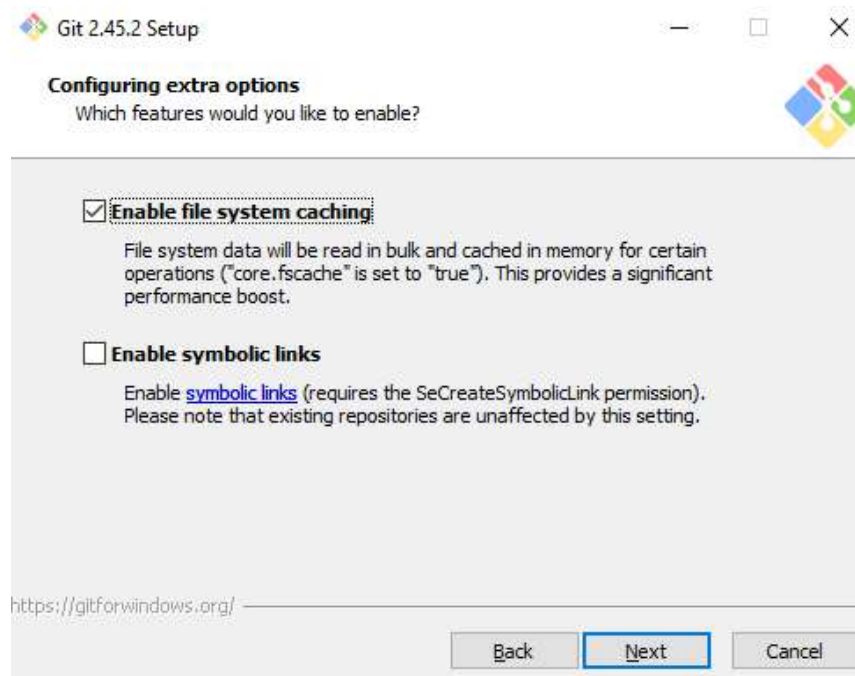 Git 2.45.2 Setup
Configuring extra options
Which features would you like to enable?
Enable file system caching
File system data will be read in bulk and cached in memory for certain
operations ("core.fscache" is set to "true"). This provides a significant
performance boost.
Enable symbolic links
Enable symbolic links (requires the SeCreateSymbolicLink permission).
Please note that existing repositories are unaffected by this setting.
https://gitforwindows.org/
Back Next Cancel